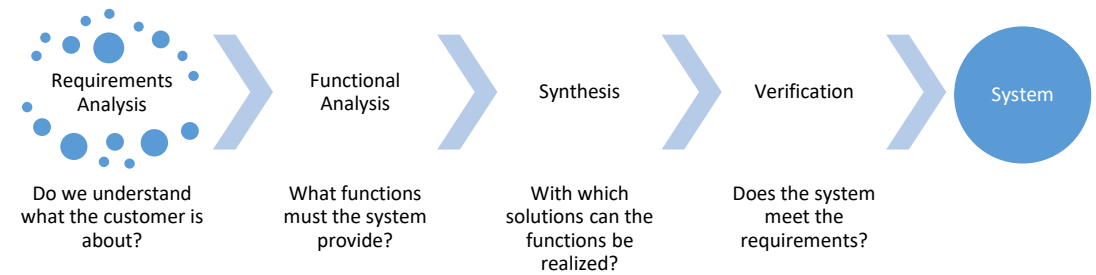 Requirements
Analysis
Functional
Analysis
Synthesis
Verification
System
Do we understand
what the customer is
about?
What functions
must the system
provide?
With which
solutions can the
functions be
realized?
Does the system
meet the
requirements?